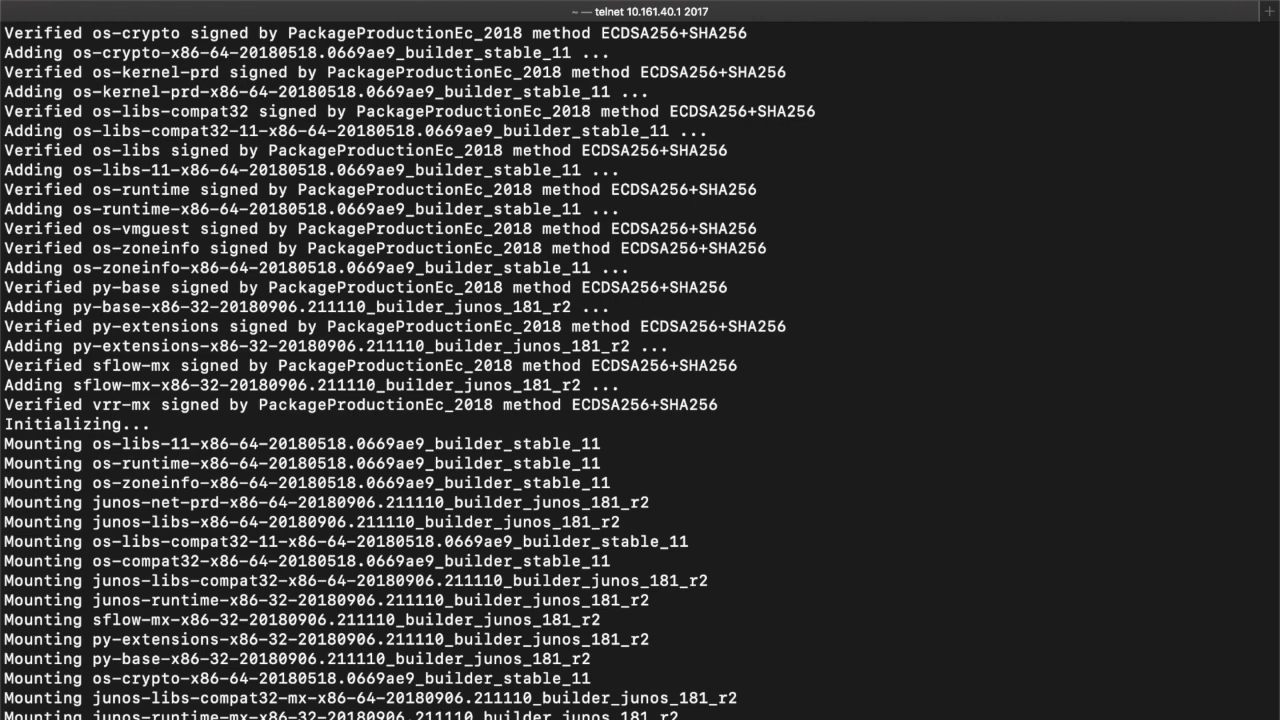 ~ — telnet 10.161.40.1 2017
Verified os-crypto signed by PackageProductionEc_2018 method ECDSA256+SHA256
Adding os-crypto-x86-64-20180518.0669ae9_builder_stable_11 ...
Verified os-kernel-prd signed by PackageProductionEc_2018 method ECDSA256+SHA256
Adding os-kernel-prd-x86-64-20180518.0669ae9_builder_stable_11 ...
Verified os-libs-compat32 signed by PackageProductionEc_2018 method ECDSA256+SHA256
Adding os-libs-compat32-11-x86-64-20180518.0669ae9_builder_stable_11 ...
Verified os-libs signed by PackageProductionEc_2018 method ECDSA256+SHA256
Adding os-libs-11-x86-64-20180518.0669ae9_builder_stable_11 ...
Verified os-runtime signed by PackageProductionEc_2018 method ECDSA256+SHA256
Adding os-runtime-x86-64-20180518.0669ae9_builder_stable_11 ...
Verified os-vmguest signed by PackageProductionEc_2018 method ECDSA256+SHA256
Verified os-zoneinfo signed by PackageProductionEc_2018 method ECDSA256+SHA256
Adding os-zoneinfo-x86-64-20180518.0669ae9_builder_stable_11 ...
Verified py-base signed by PackageProductionEc_2018 method ECDSA256+SHA256
Adding py-base-x86-32-20180906.211110_builder_junos_181_r2 ...
Verified py-extensions signed by PackageProductionEc_2018 method ECDSA256+SHA256
Adding py-extensions-x86-32-20180906.211110_builder_junos_181_r2 ...
Verified sflow-mx signed by PackageProductionEc_2018 method ECDSA256+SHA256
Adding sflow-mx-x86-32-20180906.211110_builder_junos_181_r2 ...
Verified vrr-mx signed by PackageProductionEc_2018 method ECDSA256+SHA256
Initializing...
Mounting os-libs-11-x86-64-20180518.0669ae9_builder_stable_11
Mounting os-runtime-x86-64-20180518.0669ae9_builder_stable_11
Mounting os-zoneinfo-x86-64-20180518.0669ae9_builder_stable_11
Mounting junos-net-prd-x86-64-20180906.211110_builder_junos_181_r2
Mounting junos-libs-x86-64-20180906.211110_builder_junos_181_r2
Mounting os-libs-compat32-11-x86-64-20180518.0669ae9_builder_stable_11
Mounting os-compat32-x86-64-20180518.0669ae9_builder_stable_11
Mounting junos-libs-compat32-x86-64-20180906.211110_builder_junos_181_r2
Mounting junos-runtime-x86-32-20180906.211110_builder_junos_181_r2
Mounting sflow-mx-x86-32-20180906.211110_builder_junos_181_r2
Mounting py-extensions-x86-32-20180906.211110_builder_junos_181_r2
Mounting py-base-x86-32-20180906.211110_builder_junos_181_r2
Mounting os-crypto-x86-64-20180518.0669ae9_builder_stable_11
Mounting junos-libs-compat32-mx-x86-64-20180906.211110_builder_junos_181_r2
Mounting junos-runtime-mx-x86-32-20180906.211110_builder_junos_181_r2